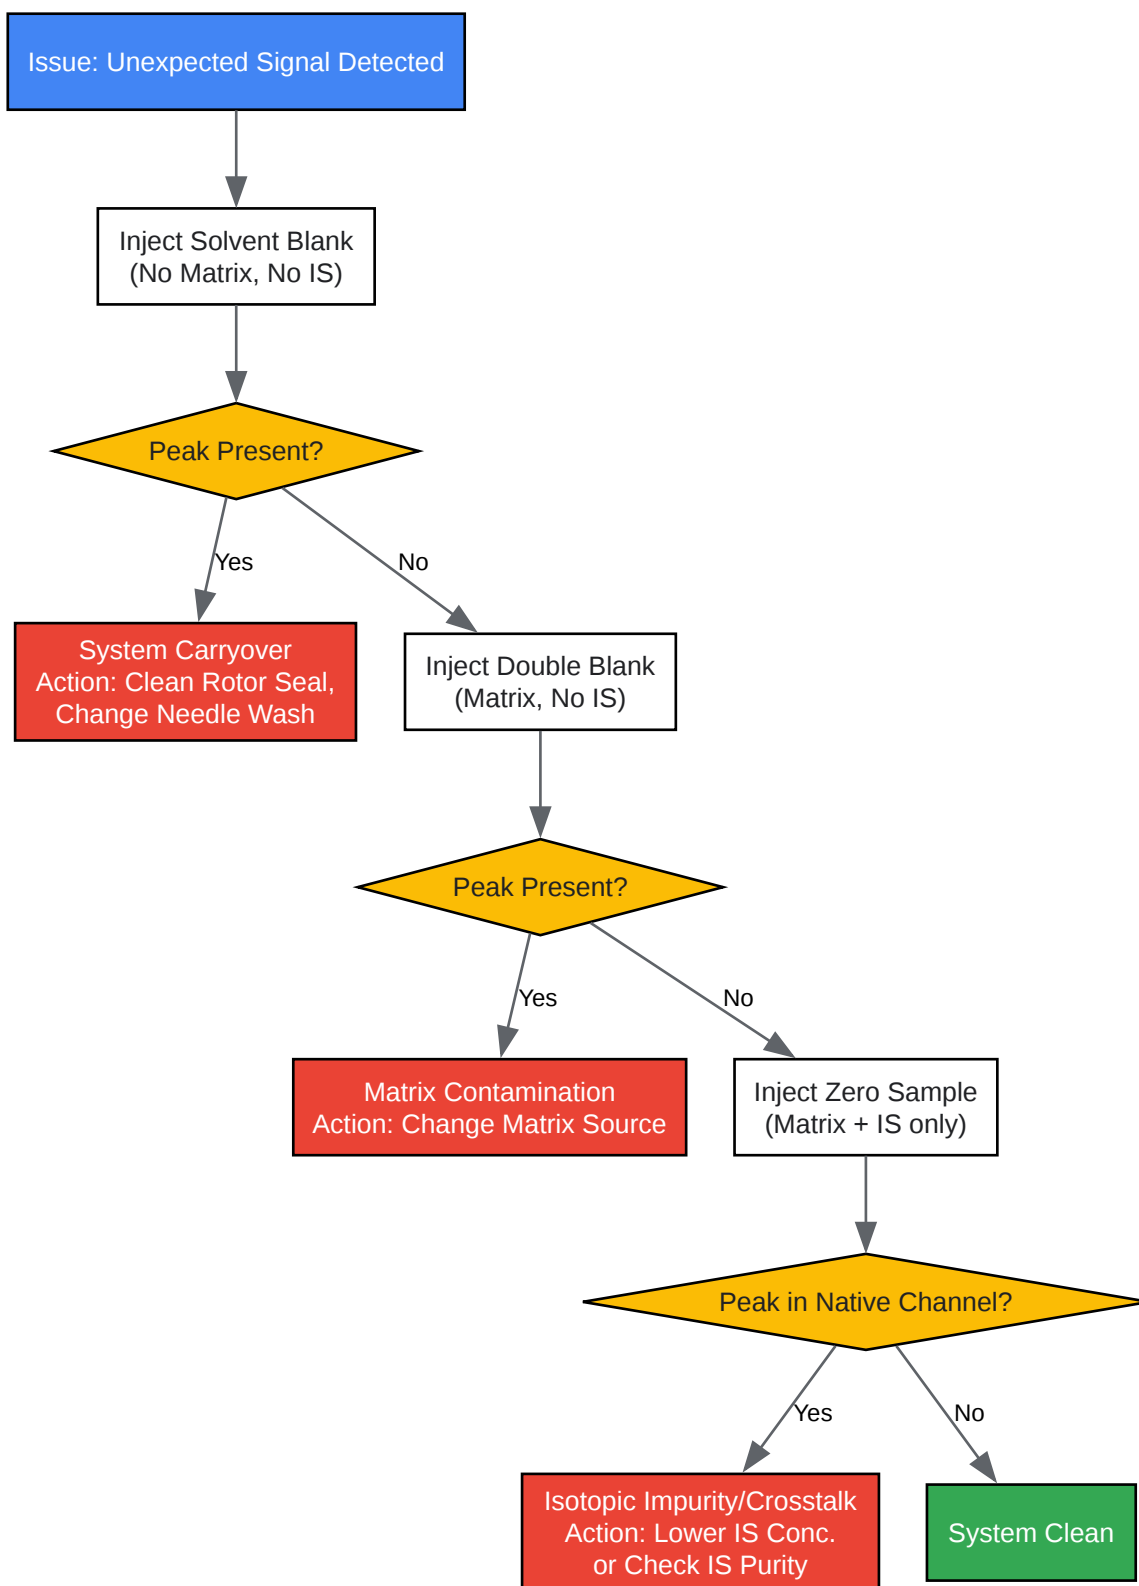 Issue: Unexpected Signal Detected
Inject Solvent Blank
(No Matrix, No IS)
Peak Present?
Yes
No
System Carryover
Action: Clean Rotor Seal,
Change Needle Wash
Inject Double Blank
(Matrix, No IS)
Peak Present?
Yes
No
Matrix Contamination
Action: Change Matrix Source
Inject Zero Sample
(Matrix + IS only)
Peak in Native Channel?
Yes
No
Isotopic Impurity/Crosstalk
Action: Lower IS Conc.
or Check IS Purity
System Clean